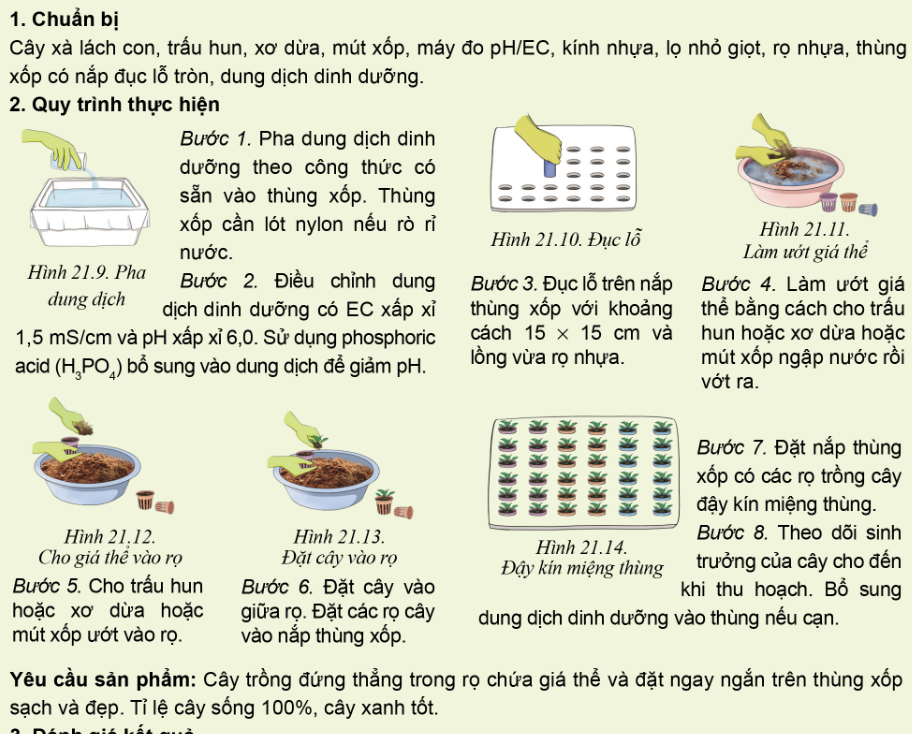 1. Chuẩn bị
Cây xà lách con, trấu hun, xơ dừa, mút xốp, máy đo pH/EC, kính nhựa, lọ nhỏ giọt, rọ nhựa, thùng
xốp có nắp đục lỗ tròn, dung dịch dinh dưỡng.
2. Quy trình thực hiện
Hình 21.9. Pha
dung dịch
Bước 1. Pha dung dịch dinh
dưỡng theo công thức có
sẵn vào thùng xốp. Thùng
xốp cần lót nylon nếu rò rỉ
nước.
Bước 2. Điều chỉnh dung
dịch dinh dưỡng có EC xấp xỉ
1,5 mS/cm và pH xấp xỉ 6,0. Sử dụng phosphoric
acid (H₃PO₄) bổ sung vào dung dịch để giảm pH.
Hình 21.10. Đục lỗ
Bước 3. Đục lỗ trên nắp
thùng xốp với khoảng
cách 15 × 15 cm và
lồng vừa rọ nhựa.
Hình 21.11.
Làm ướt giá thể
Bước 4. Làm ướt giá
thể bằng cách cho trấu
hun hoặc xơ dừa hoặc
mút xốp ngập nước rồi
vớt ra.
Hình 21.12.
Cho giá thể vào rọ
Bước 5. Cho trấu hun
hoặc xơ dừa hoặc
mút xốp ướt vào rọ.
Hình 21.13.
Đặt cây vào rọ
Bước 6. Đặt cây vào
giữa rọ. Đặt các rọ cây
vào nắp thùng xốp.
Hình 21.14.
Đậy kín miệng thùng
Bước 7. Đặt nắp thùng
xốp có các rọ trồng cây
đậy kín miệng thùng.
Bước 8. Theo dõi sinh
trưởng của cây cho đến
khi thu hoạch. Bổ sung
dung dịch dinh dưỡng vào thùng nếu cạn.
Yêu cầu sản phẩm: Cây trồng đứng thẳng trong rọ chứa giá thể và đặt ngay ngắn trên thùng xốp
sạch và đẹp. Tỉ lệ cây sống 100%, cây xanh tốt.